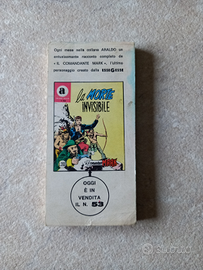 Ogni mese nella collana ARALDO un
entusiasmante racconto completo de
« IL COMANDANTE MARK », l'ultimo
personaggio creato dalla
a
la MORTE
INVISIBILE
OGGI
È IN
VENDITA
IL N. 53